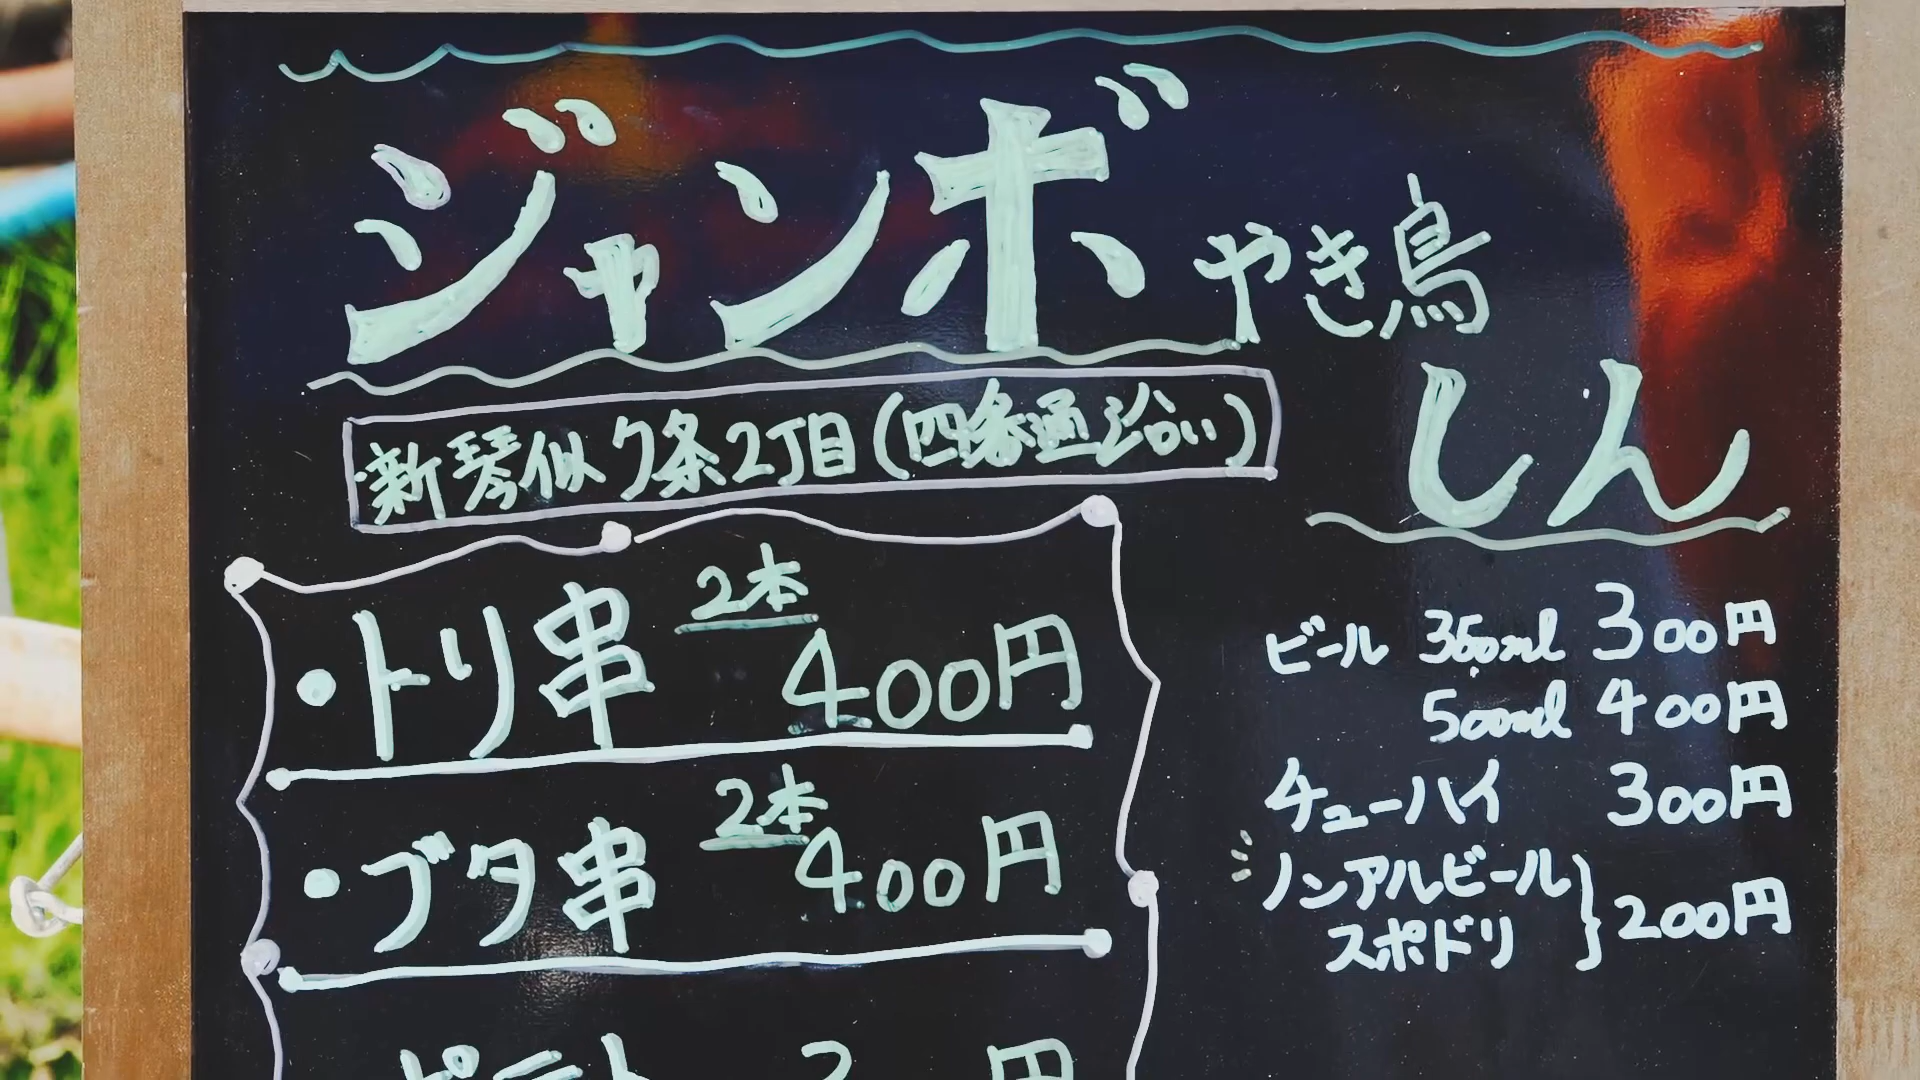 ジャンボ やき鳥
しん
新琴似7条2丁目(四番通沿い)
・トリ串 2本 400円
・ブタ串 2本 400円
ビール 350ml 300円
500ml 400円
チューハイ 300円
ノンアルビール
スポドリ } 200円